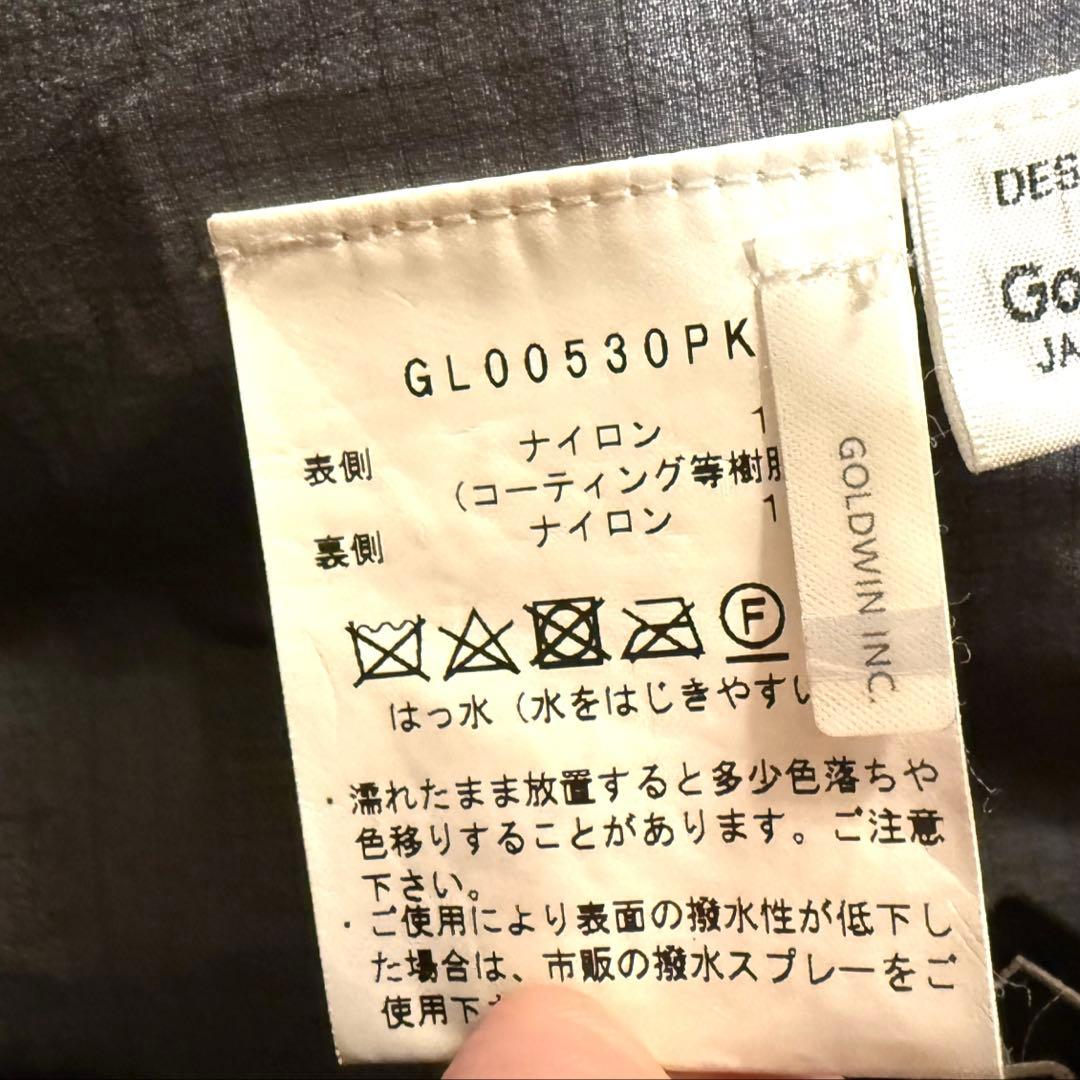 GL00530PK
表側 ナイロン 1
(コーティング等樹
裏側 ナイロン 1
F
はっ水(水をはじきやすい
・濡れたまま放置すると多少色落ちや
色移りすることがあります。ご注意
下さい。
・ご使用により表面の撥水性が低下し
た場合は、市販の撥水スプレーをご
使用下
GOLDWIN INC.
DES
Go
JA